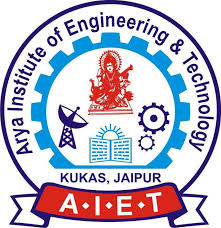 Arya Institute of Engineering & Technology
KUKAS, JAIPUR
A·I·E·T